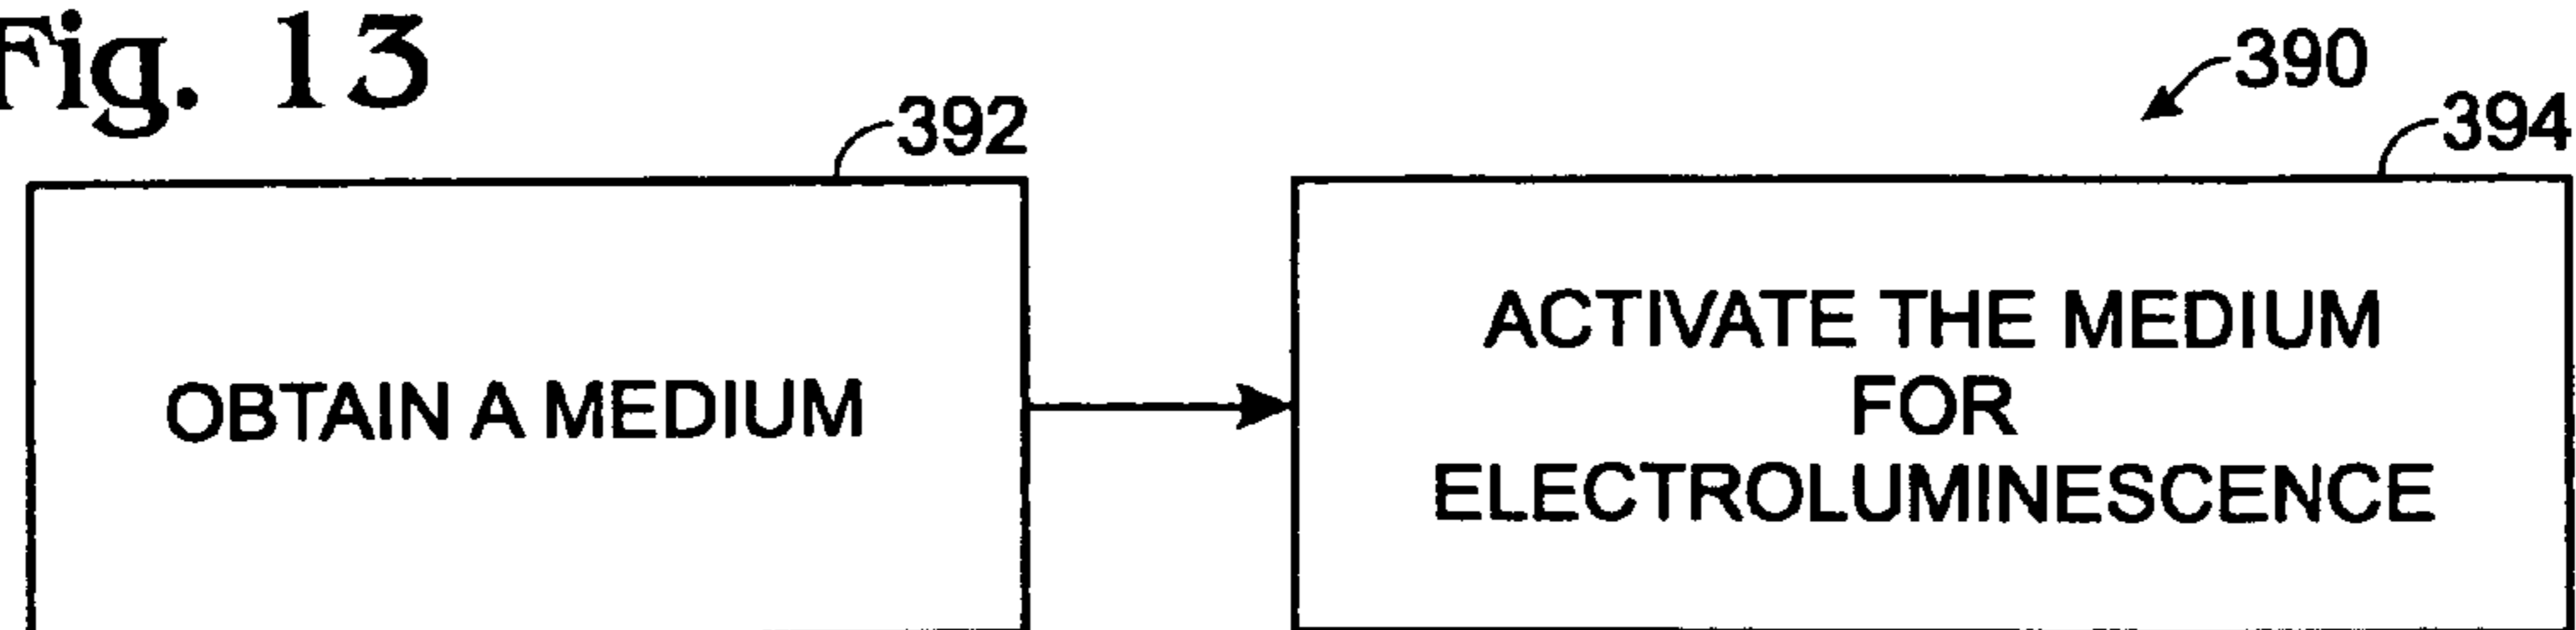 Fig. 13
390
392
394
OBTAIN A MEDIUM
ACTIVATE THE MEDIUM
FOR
ELECTROLUMINESCENCE